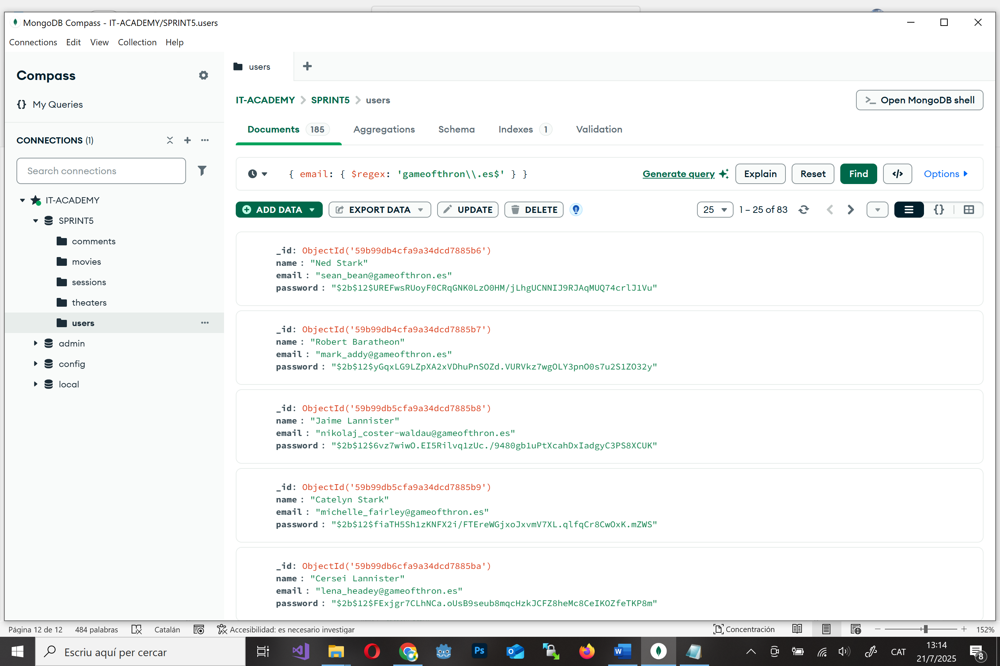 MongoDB Compass - IT-ACADEMY/SPRINT5.users
Connections Edit View Collection Help
Compass
{} My Queries
CONNECTIONS (1)
Search connections
IT-ACADEMY
SPRINT5
comments
movies
sessions
theaters
users
admin
config
local
users
IT-ACADEMY > SPRINT5 > users
>_ Open MongoDB shell
Documents 185 Aggregations Schema Indexes 1 Validation
{ email: { $regex: 'gameofthron\\.es$' } }
Generate query Explain Reset Find </> Options
ADD DATA EXPORT DATA UPDATE DELETE
25 1 – 25 of 83 {}
_id: ObjectId('59b99db4cfa9a34dcd7885b6')
name : "Ned Stark"
email : "sean_bean@gameofthron.es"
password : "$2b$12$UREFwsRUoyF0CRqGNK0LzO0HM/jLhgUCNNIJ9RJAqMUQ74crlJ1Vu"
_id: ObjectId('59b99db4cfa9a34dcd7885b7')
name : "Robert Baratheon"
email : "mark_addy@gameofthron.es"
password : "$2b$12$yGqxLG9LZpXA2xVDhuPnSOZd.VURVkz7wgOLY3pnO0s7u2S1ZO32y"
_id: ObjectId('59b99db5cfa9a34dcd7885b8')
name : "Jaime Lannister"
email : "nikolaj_coster-waldau@gameofthron.es"
password : "$2b$12$6vz7wiwO.EI5Rilvq1zUc./9480gb1uPtXcahDxIadgyC3PS8XCUK"
_id: ObjectId('59b99db5cfa9a34dcd7885b9')
name : "Catelyn Stark"
email : "michelle_fairley@gameofthron.es"
password : "$2b$12$fiaTH5Sh1zKNFX2i/FTEreWGjxoJxvmV7XL.qlfqCr8CwOxK.mZWS"
_id: ObjectId('59b99db6cfa9a34dcd7885ba')
name : "Cersei Lannister"
email : "lena_headey@gameofthron.es"
password : "$2b$12$FExjgr7CLhNCa.oUsB9seub8mqcHzkJCFZ8heMc8CeIKOZfeTKP8m"
Página 12 de 12 484 palabras Catalán Accesibilidad: es necesario investigar Concentración 152%
Escriu aquí per cercar
Ps
CAT
13:14
21/7/2025
8